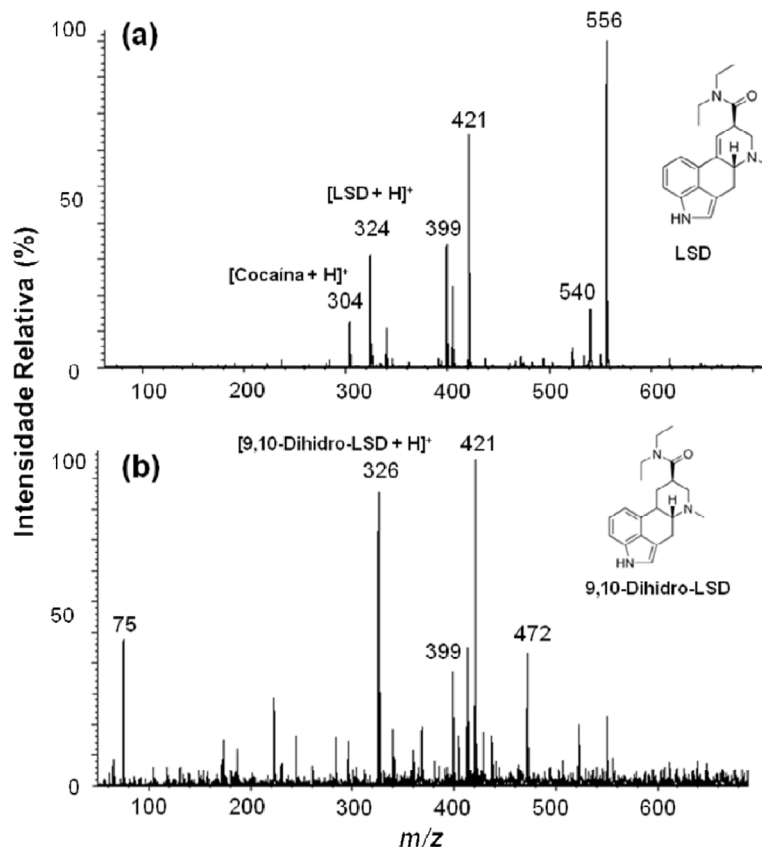 Intensidade Relativa (%)
(a)
100
50
0
556
421
[LSD + H]⁺
324
399
[Cocaína + H]⁺
304
540
N
O
H
N
HN
LSD
100 200 300 400 500 600
(b)
100
50
0
[9,10-Dihidro-LSD + H]⁺
326
421
75
399
472
N
O
H
N
HN
9,10-Dihidro-LSD
100 200 300 400 500 600
m/z